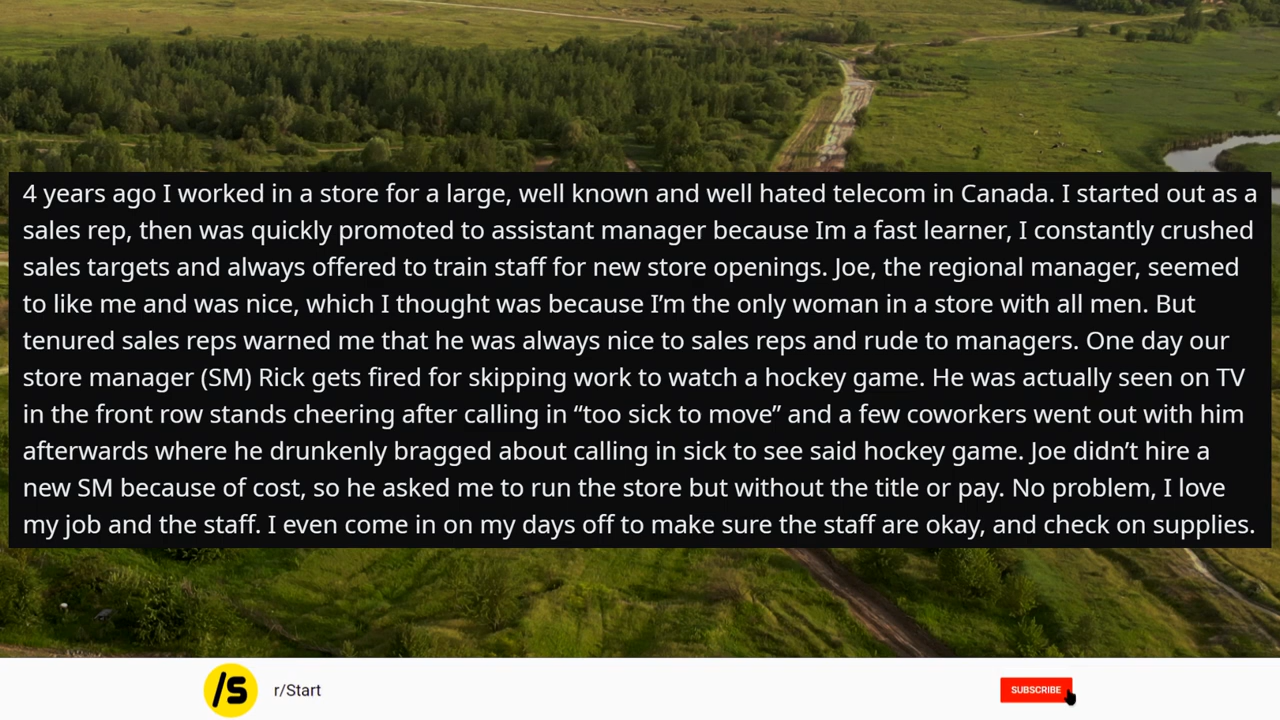 4 years ago I worked in a store for a large, well known and well hated telecom in Canada. I started out as a
sales rep, then was quickly promoted to assistant manager because Im a fast learner, I constantly crushed
sales targets and always offered to train staff for new store openings. Joe, the regional manager, seemed
to like me and was nice, which I thought was because I’m the only woman in a store with all men. But
tenured sales reps warned me that he was always nice to sales reps and rude to managers. One day our
store manager (SM) Rick gets fired for skipping work to watch a hockey game. He was actually seen on TV
in the front row stands cheering after calling in “too sick to move” and a few coworkers went out with him
afterwards where he drunkenly bragged about calling in sick to see said hockey game. Joe didn’t hire a
new SM because of cost, so he asked me to run the store but without the title or pay. No problem, I love
my job and the staff. I even come in on my days off to make sure the staff are okay, and check on supplies.
/S
r/Start
SUBSCRIBE